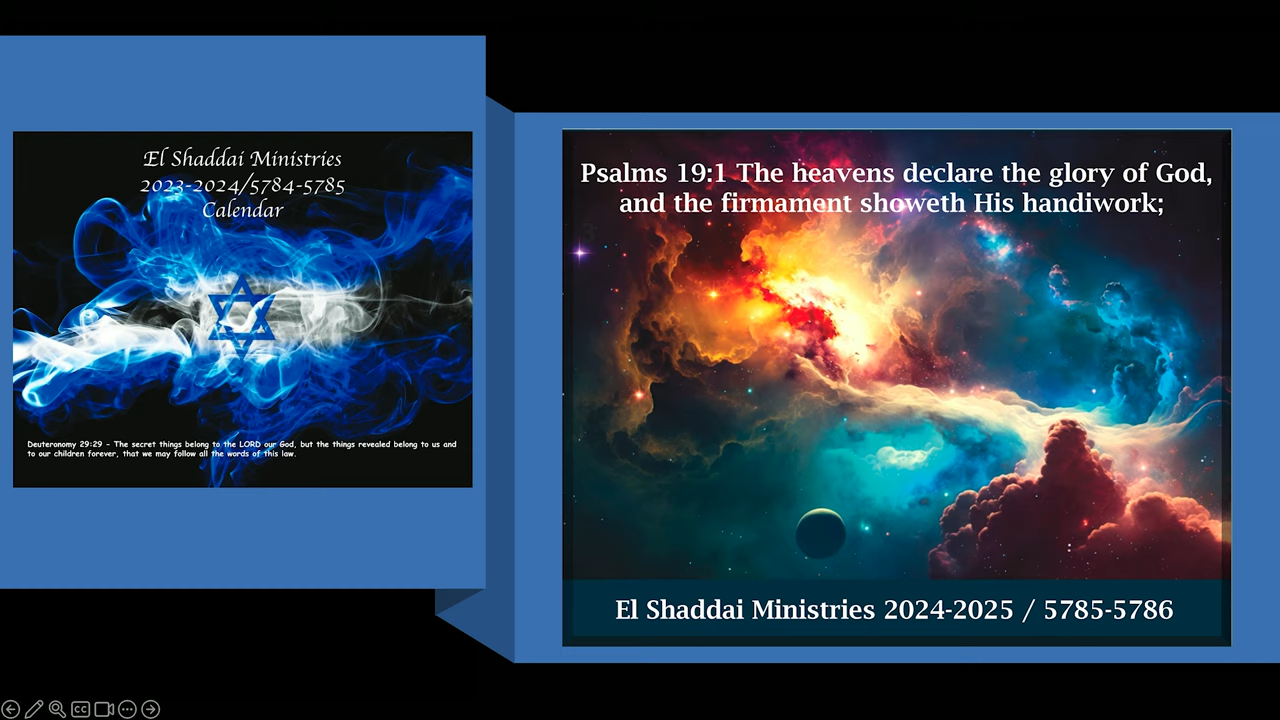 El Shaddai Ministries
2023-2024/5784-5785
Calendar
Deuteronomy 29:29 - The secret things belong to the LORD our God, but the things revealed belong to us and
to our children forever, that we may follow all the words of this law.
Psalms 19:1 The heavens declare the glory of God,
and the firmament showeth His handiwork;
El Shaddai Ministries 2024-2025 / 5785-5786
CC